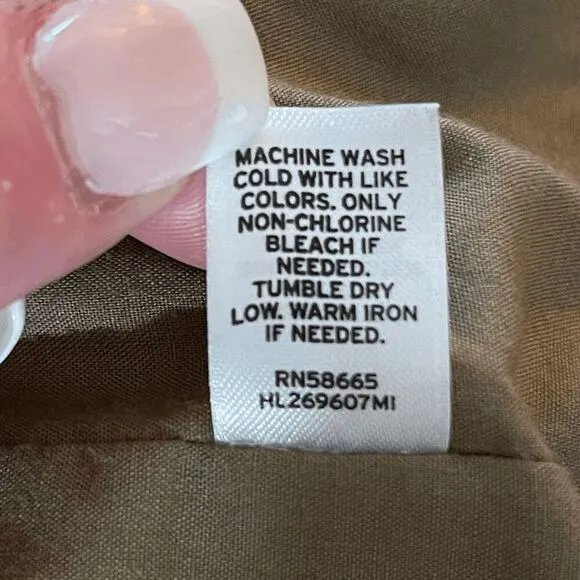 MACHINE WASH
COLD WITH LIKE
COLORS. ONLY
NON-CHLORINE
BLEACH IF
NEEDED.
TUMBLE DRY
LOW. WARM IRON
IF NEEDED.
RN58665
HL269607MI